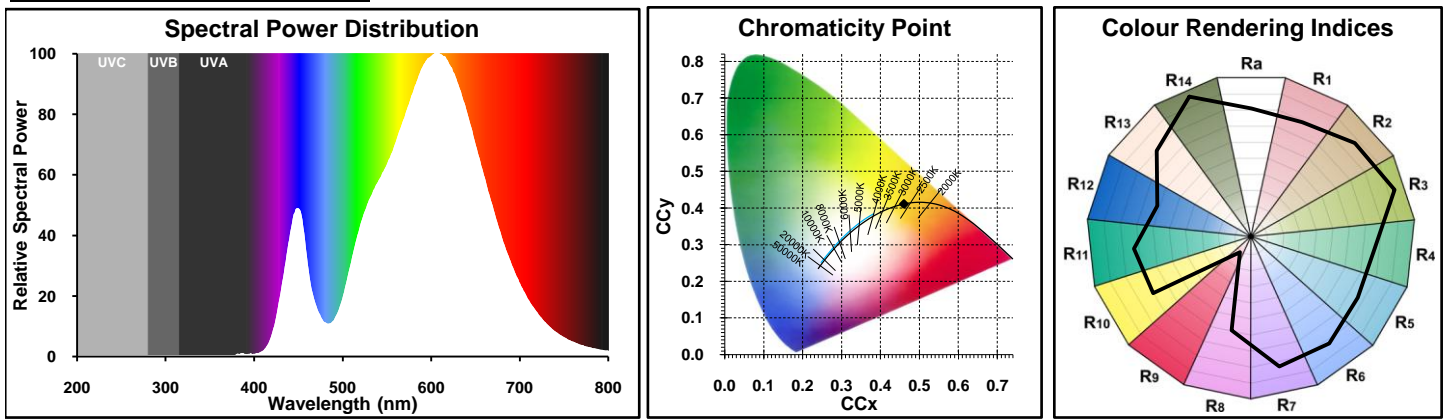 Spectral Power Distribution
Relative Spectral Power
100
80
60
40
20
0
UVC UVB UVA
200 300 400 500 600 700 800
Wavelength (nm)
Chromaticity Point
CCy
0.8
0.7
0.6
0.5
0.4
0.3
0.2
0.1
0.0
50000K
20000K
10000K
8000K
6000K
5000K
4000K
3500K
3000K
2500K
2000K
0.0 0.1 0.2 0.3 0.4 0.5 0.6 0.7
CCx
Colour Rendering Indices
Ra
R1
R2
R3
R4
R5
R6
R7
R8
R9
R10
R11
R12
R13
R14